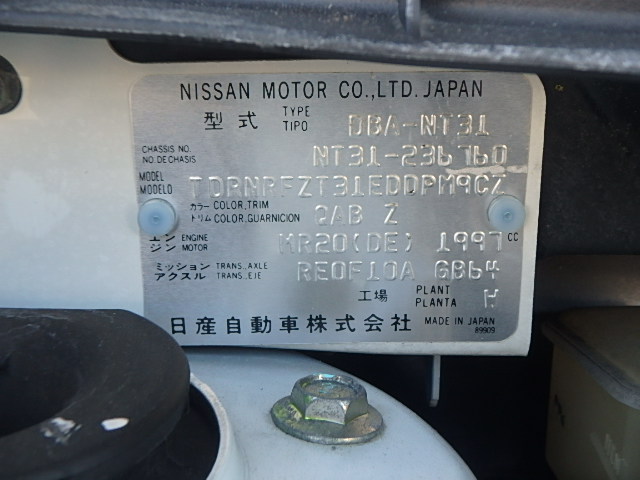 NISSAN MOTOR CO.,LTD. JAPAN
型式 TYPE TIPO DBA-NT31
CHASSIS NO. NO. DE CHASIS NT31-236760
MODEL MODELO TDRNRFZT31EDDPM9CZ
カラー COLOR,TRIM
トリム COLOR,GUARNICION QAB Z
エンジン ENGINE MOTOR MR20(DE) 1997 CC
ミッション TRANS.,AXLE
アクスル TRANS.,EJE RE0F10A GB64
工場 PLANT PLANTA W
日産自動車株式会社 MADE IN JAPAN
89909